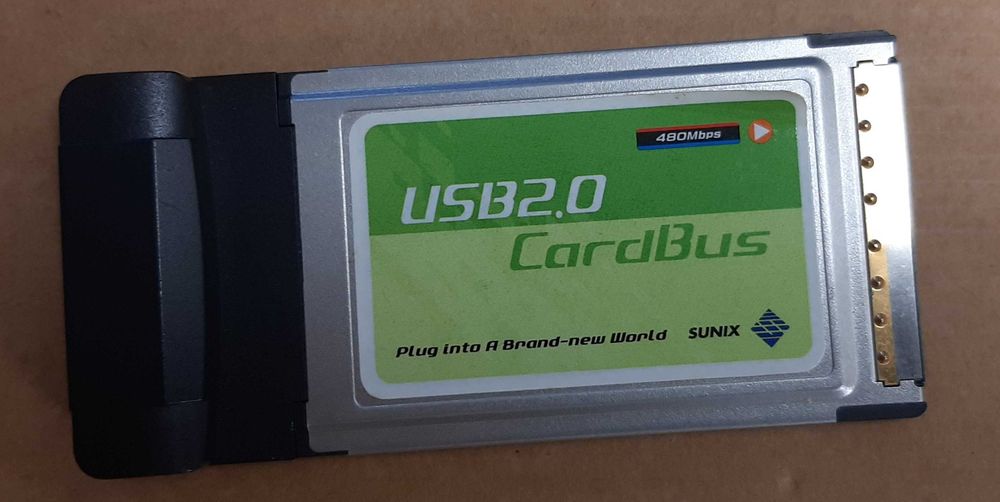 480Mbps
USB2.0
CardBus
Plug into A Brand-new World SUNIX